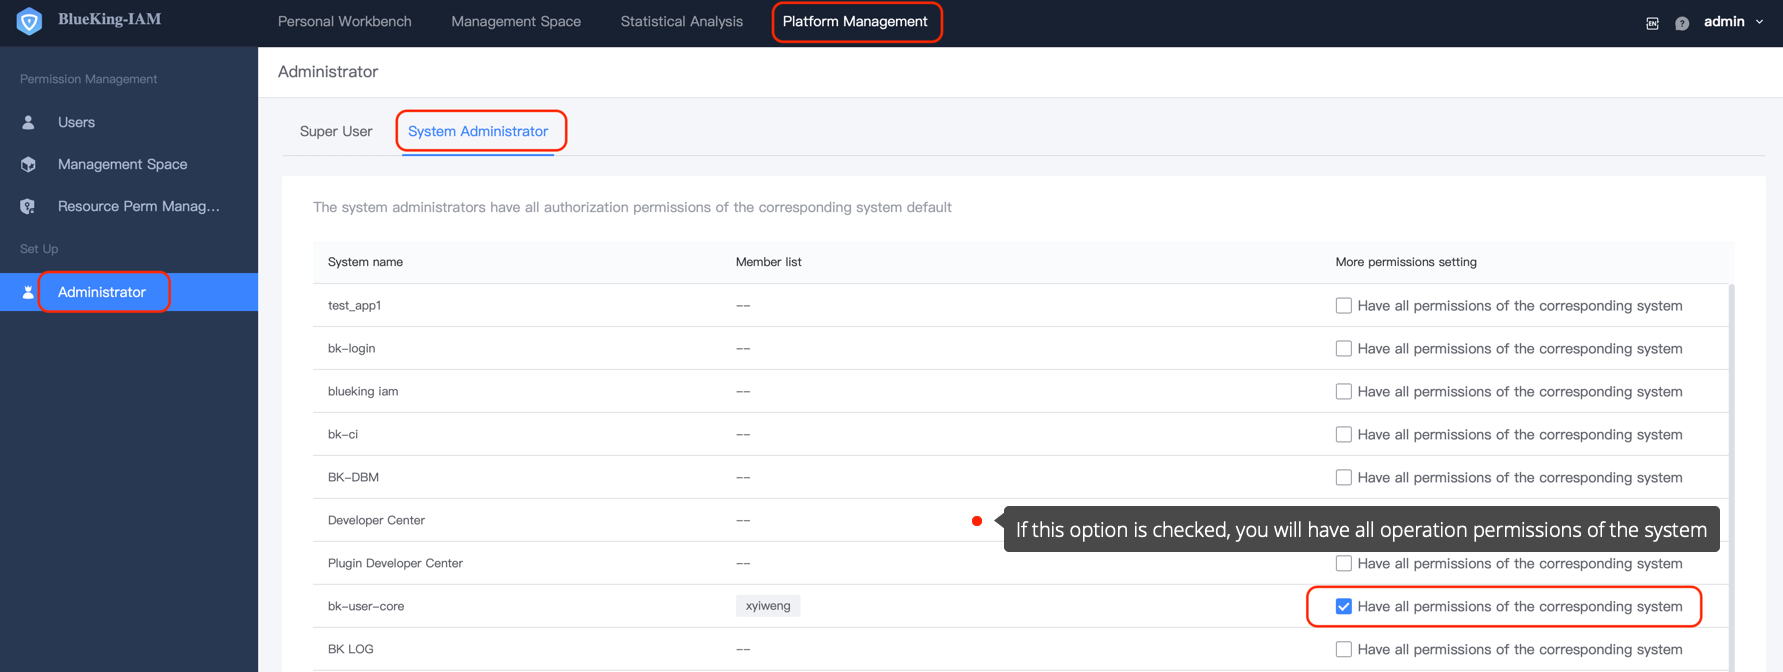 BlueKing-IAM
Personal Workbench Management Space Statistical Analysis Platform Management
EN ? admin
Permission Management
Users
Management Space
Resource Perm Manag...
Set Up
Administrator
Administrator
Super User System Administrator
The system administrators have all authorization permissions of the corresponding system default
System name Member list More permissions setting
test_app1 -- Have all permissions of the corresponding system
bk-login -- Have all permissions of the corresponding system
blueking iam -- Have all permissions of the corresponding system
bk-ci -- Have all permissions of the corresponding system
BK-DBM -- Have all permissions of the corresponding system
Developer Center --
If this option is checked, you will have all operation permissions of the system
Plugin Developer Center -- Have all permissions of the corresponding system
bk-user-core xyiweng Have all permissions of the corresponding system
BK LOG -- Have all permissions of the corresponding system